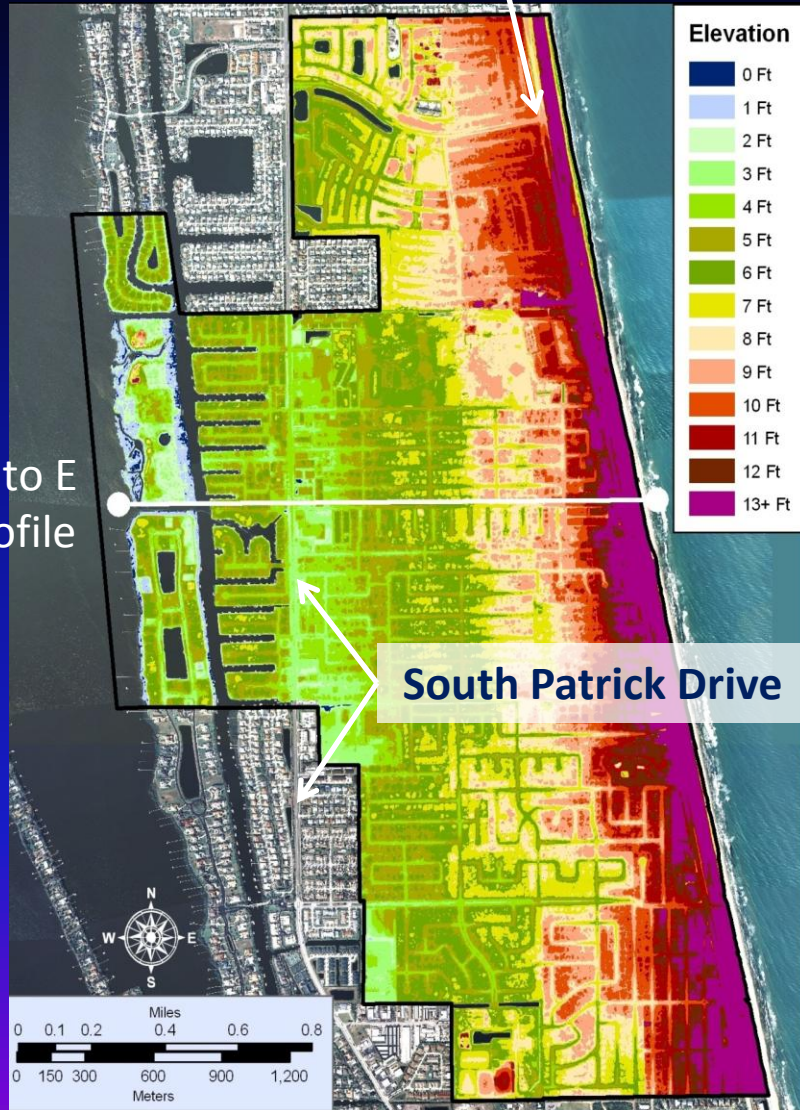 Elevation
0 Ft
1 Ft
2 Ft
3 Ft
4 Ft
5 Ft
6 Ft
7 Ft
8 Ft
9 Ft
10 Ft
11 Ft
12 Ft
13+ Ft
to E
ofile
South Patrick Drive
N
W E
S
Miles
0 0.1 0.2 0.4 0.6 0.8
0 150 300 600 900 1,200
Meters